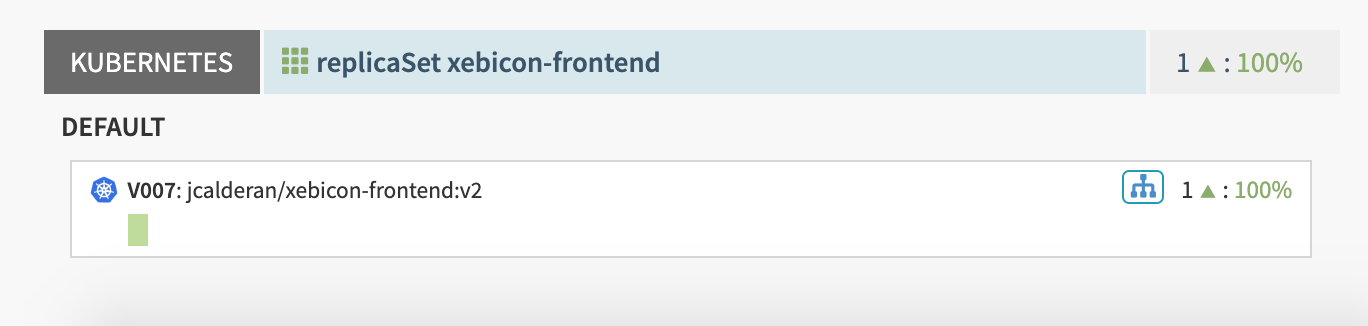 KUBERNETES replicaSet xebicon-frontend 1 ▲ : 100%
DEFAULT
V007: jcalderan/xebicon-frontend:v2 1 ▲ : 100%